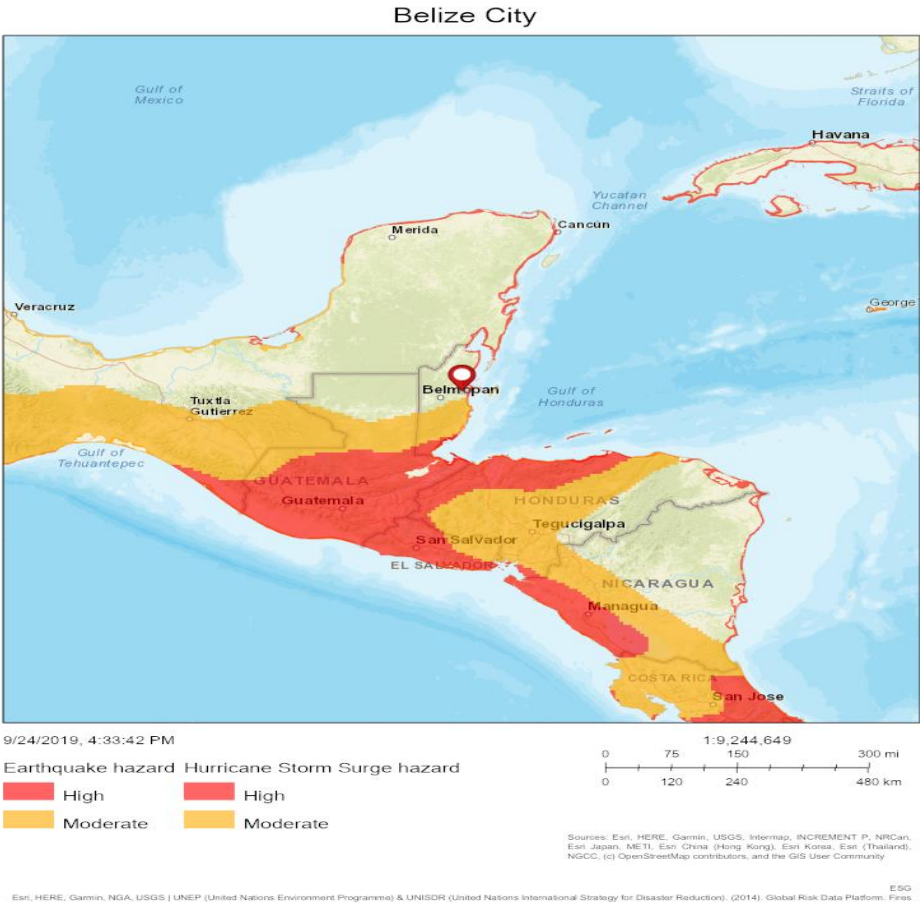 Belize City
Gulf of
Mexico
Straits of
Florida
Havana
Yucatan
Channel
Merida
Cancún
Veracruz
George
Belmopan
Gulf of
Honduras
Tuxtla
Gutierrez
Gulf of
Tehuantepec
GUATEMALA
Guatemala
HONDURAS
Tegucigalpa
San Salvador
EL SALVADOR
NICARAGUA
Managua
COSTA RICA
San Jose
9/24/2019, 4:33:42 PM
1:9,244,649
0 75 150 300 mi
0 120 240 480 km
Earthquake hazard Hurricane Storm Surge hazard
High High
Moderate Moderate
Sources: Esri, HERE, Garmin, USGS, Intermap, INCREMENT P, NRCan,
Esri Japan, METI, Esri China (Hong Kong), Esri Korea, Esri (Thailand),
NGCC, (c) OpenStreetMap contributors, and the GIS User Community
ESG
Esri, HERE, Garmin, NGA, USGS | UNEP (United Nations Environment Programme) & UNISDR (United Nations International Strategy for Disaster Reduction). (2014). Global Risk Data Platform. Fires